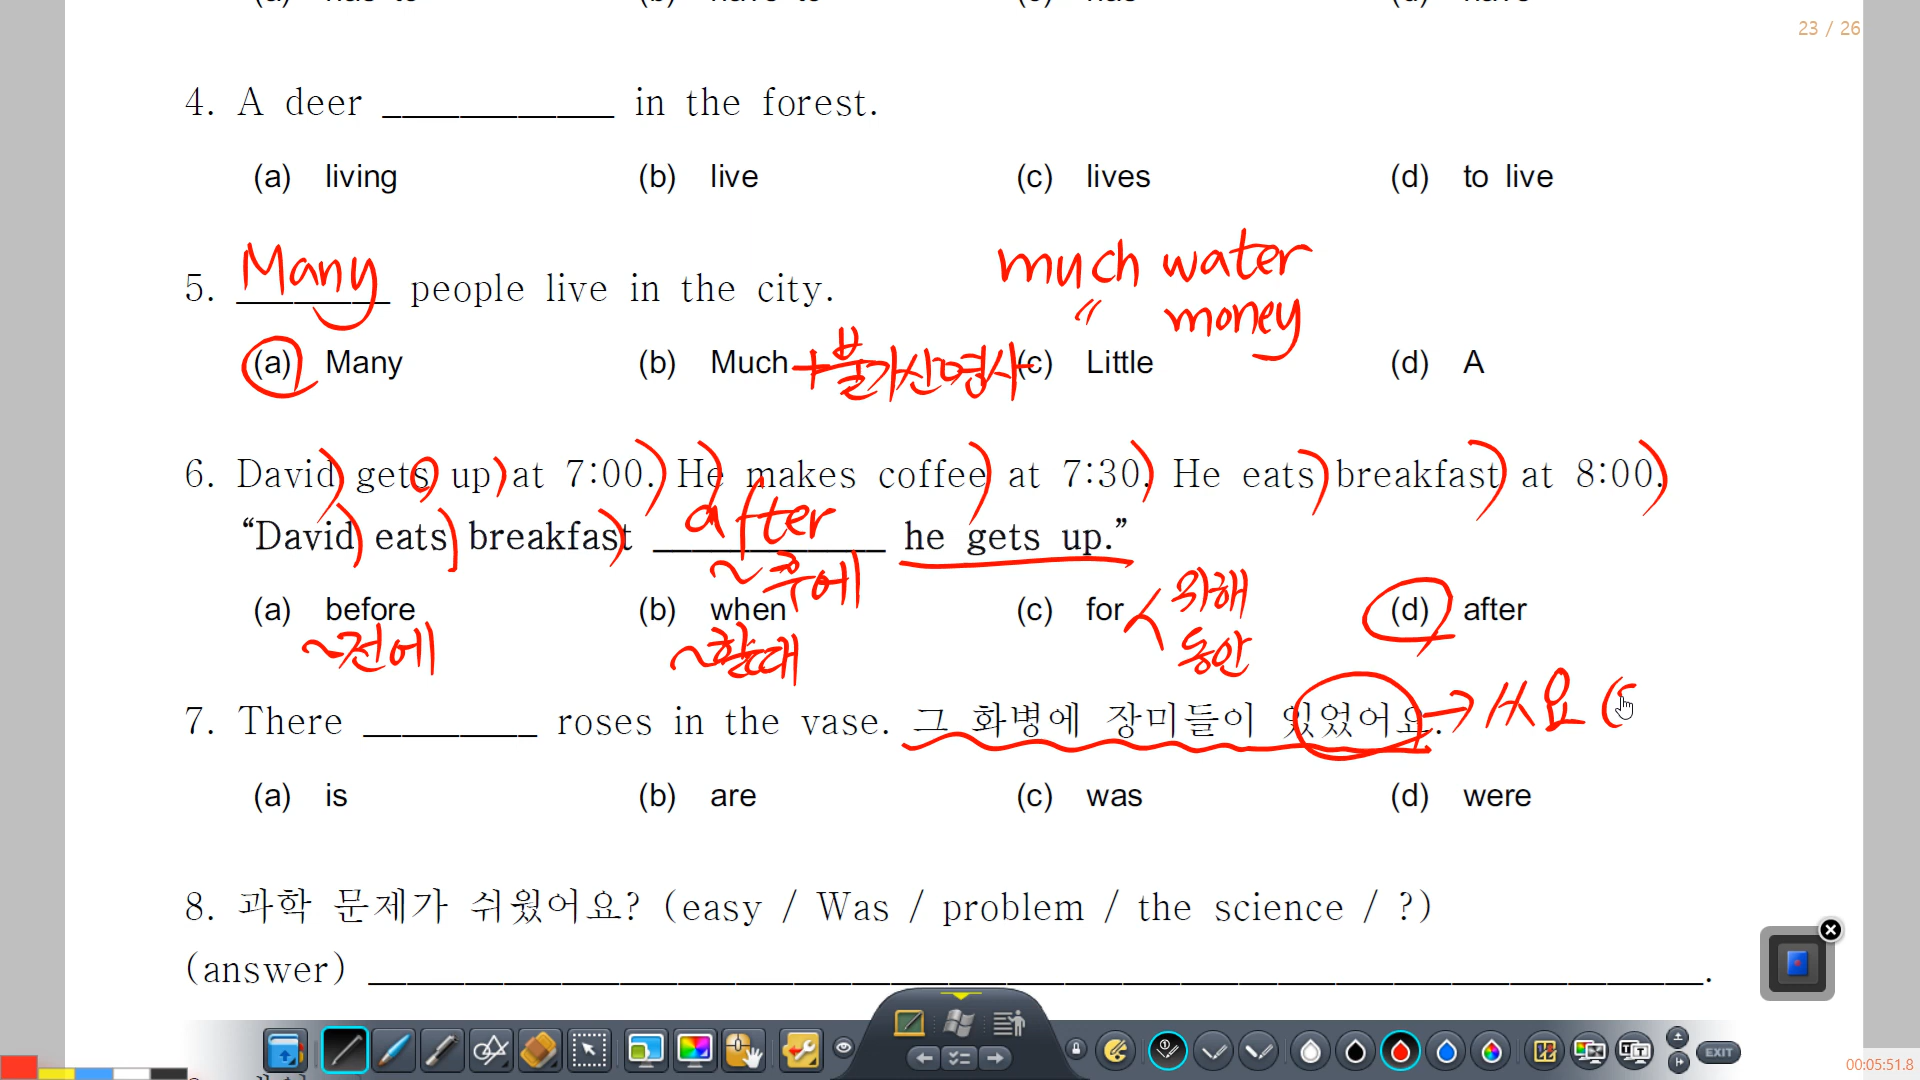 23 / 26
4. A deer ____________ in the forest.
(a) living (b) live (c) lives (d) to live
much water
〃 money
5. Many people live in the city.
(a) Many (b) Much +불가산명사 (c) Little (d) A
6. David gets up at 7:00. He makes coffee at 7:30. He eats breakfast at 8:00.
"David eats breakfast after he gets up."
~후에
(a) before (b) when (c) for 위해 동안 (d) after
~전에 ~할때
7. There _________ roses in the vase. 그 화병에 장미들이 있었어요. → ㅆ요
(a) is (b) are (c) was (d) were
8. 과학 문제가 쉬웠어요? (easy / Was / problem / the science / ?)
(answer) ____________________.
EXIT
00:05:51.8